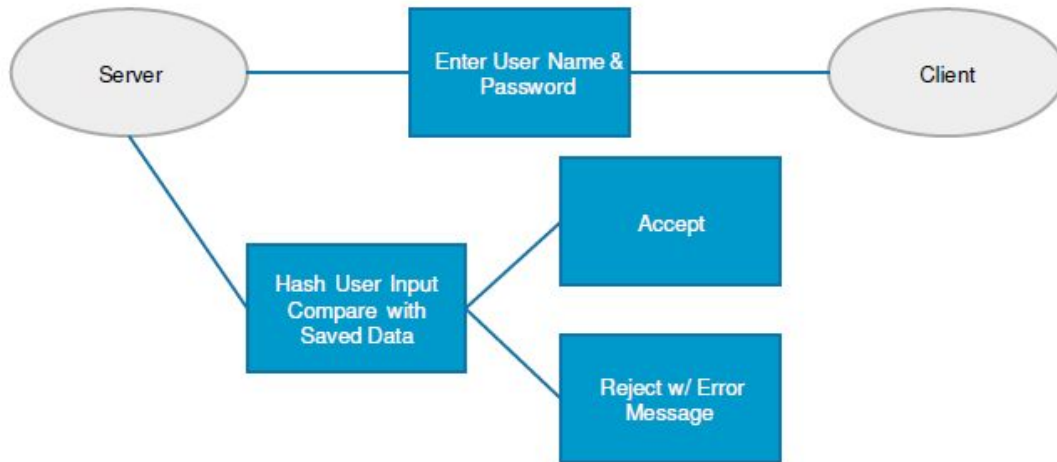 Server
Enter User Name &
Password
Client
Accept
Hash User Input
Compare with
Saved Data
Reject w/ Error
Message